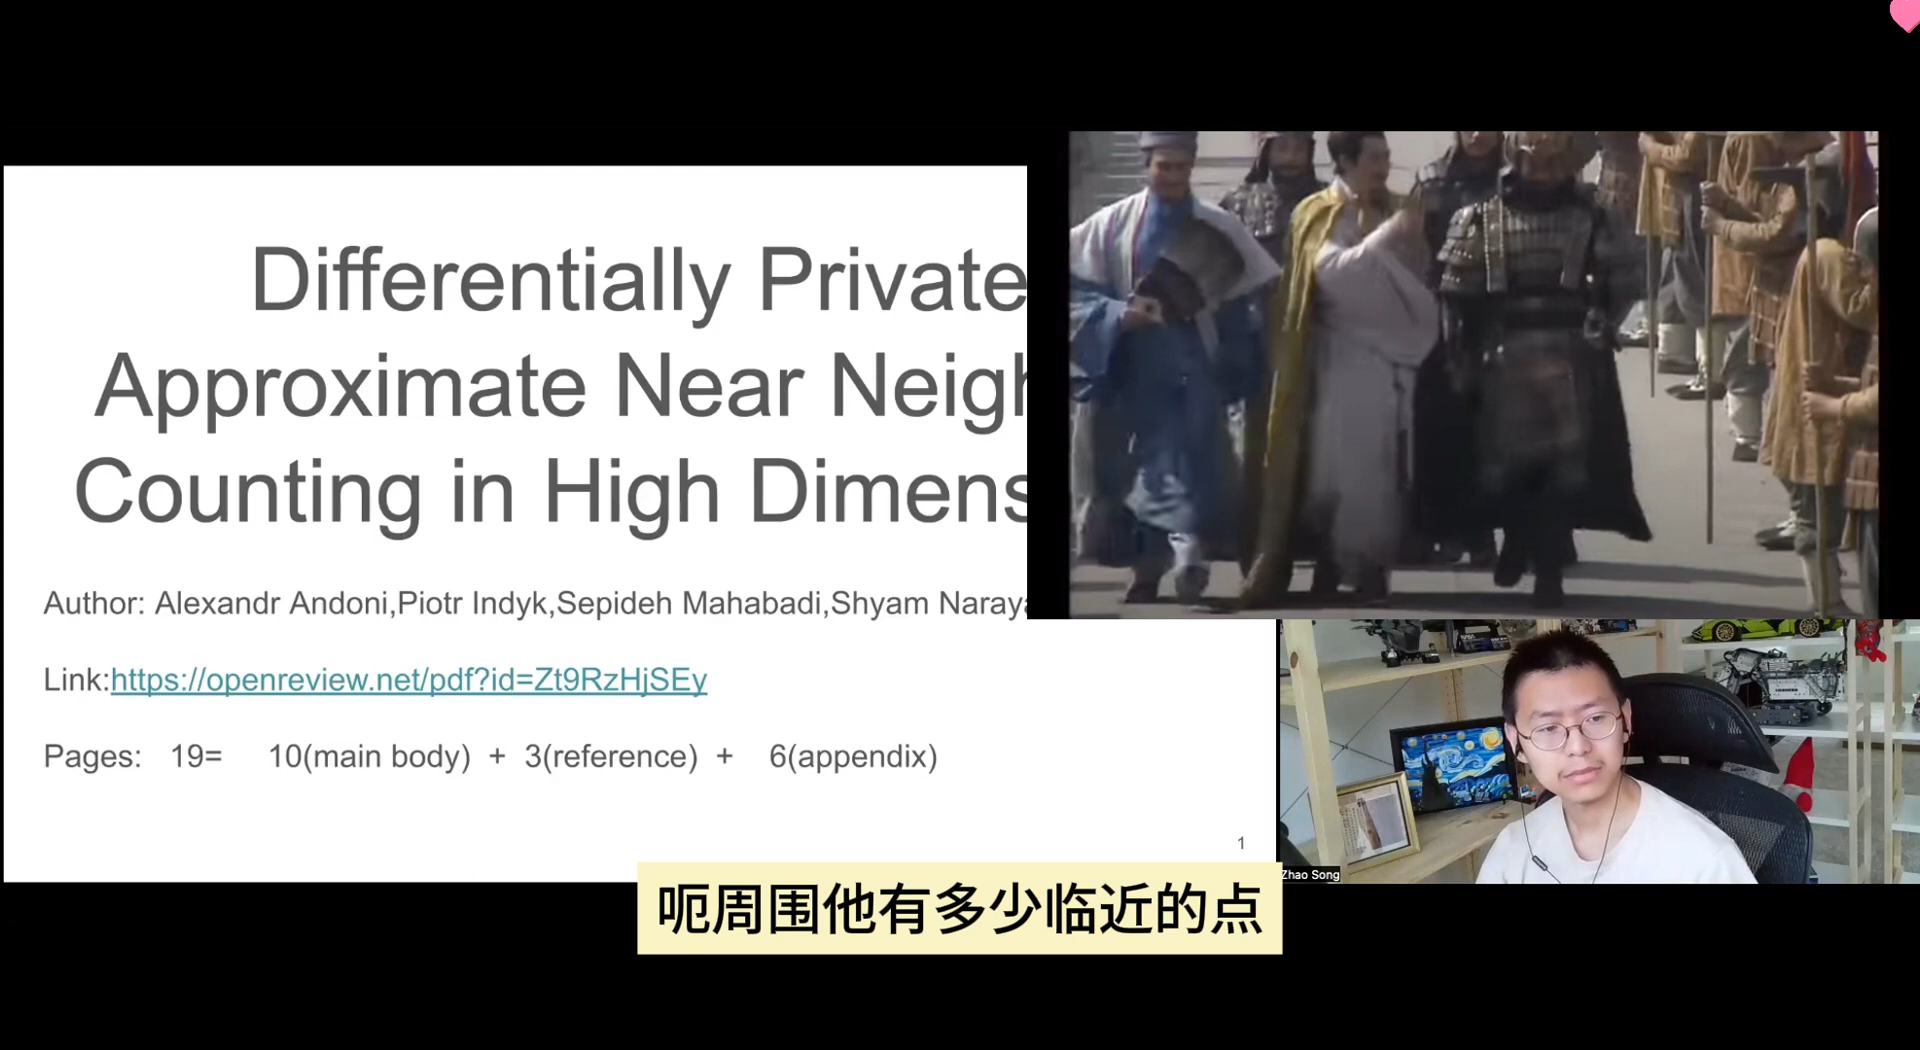 Differentially Private
Approximate Near Neigh
Counting in High Dimens
Author: Alexandr Andoni,Piotr Indyk,Sepideh Mahabadi,Shyam Naraya
Link:https://openreview.net/pdf?id=Zt9RzHjSEy
Pages: 19= 10(main body) + 3(reference) + 6(appendix)
1
Zhao Song
呃周围他有多少临近的点